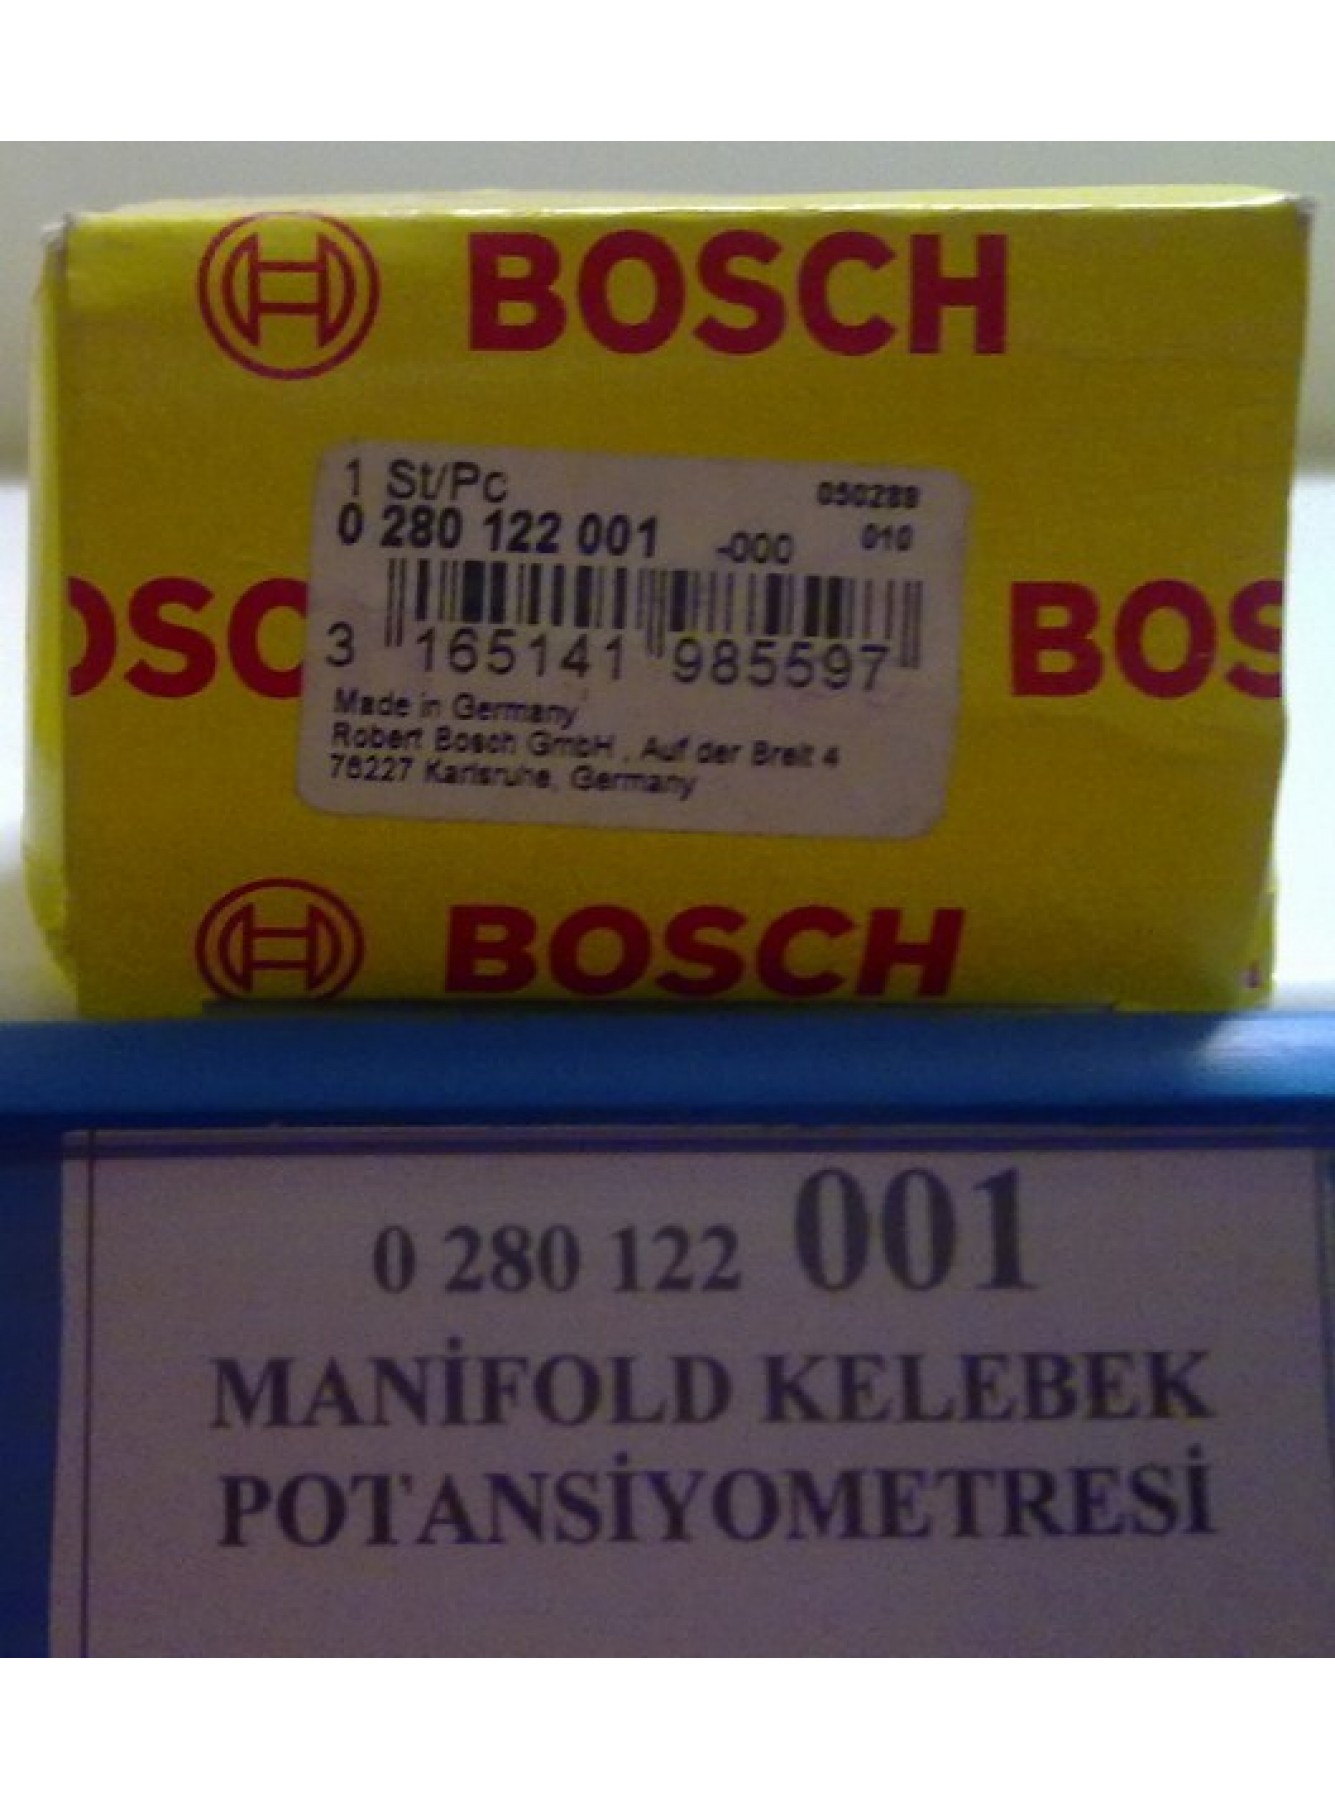 BOSCH
1 St/Pc 050289
0 280 122 001 -000 010
3 165141 985597
OSC BOS
Made in Germany
Robert Bosch GmbH , Auf der Breit 4
76227 Karlsruhe, Germany
BOSCH
0 280 122 001
MANİFOLD KELEBEK
POTANSİYOMETRESİ